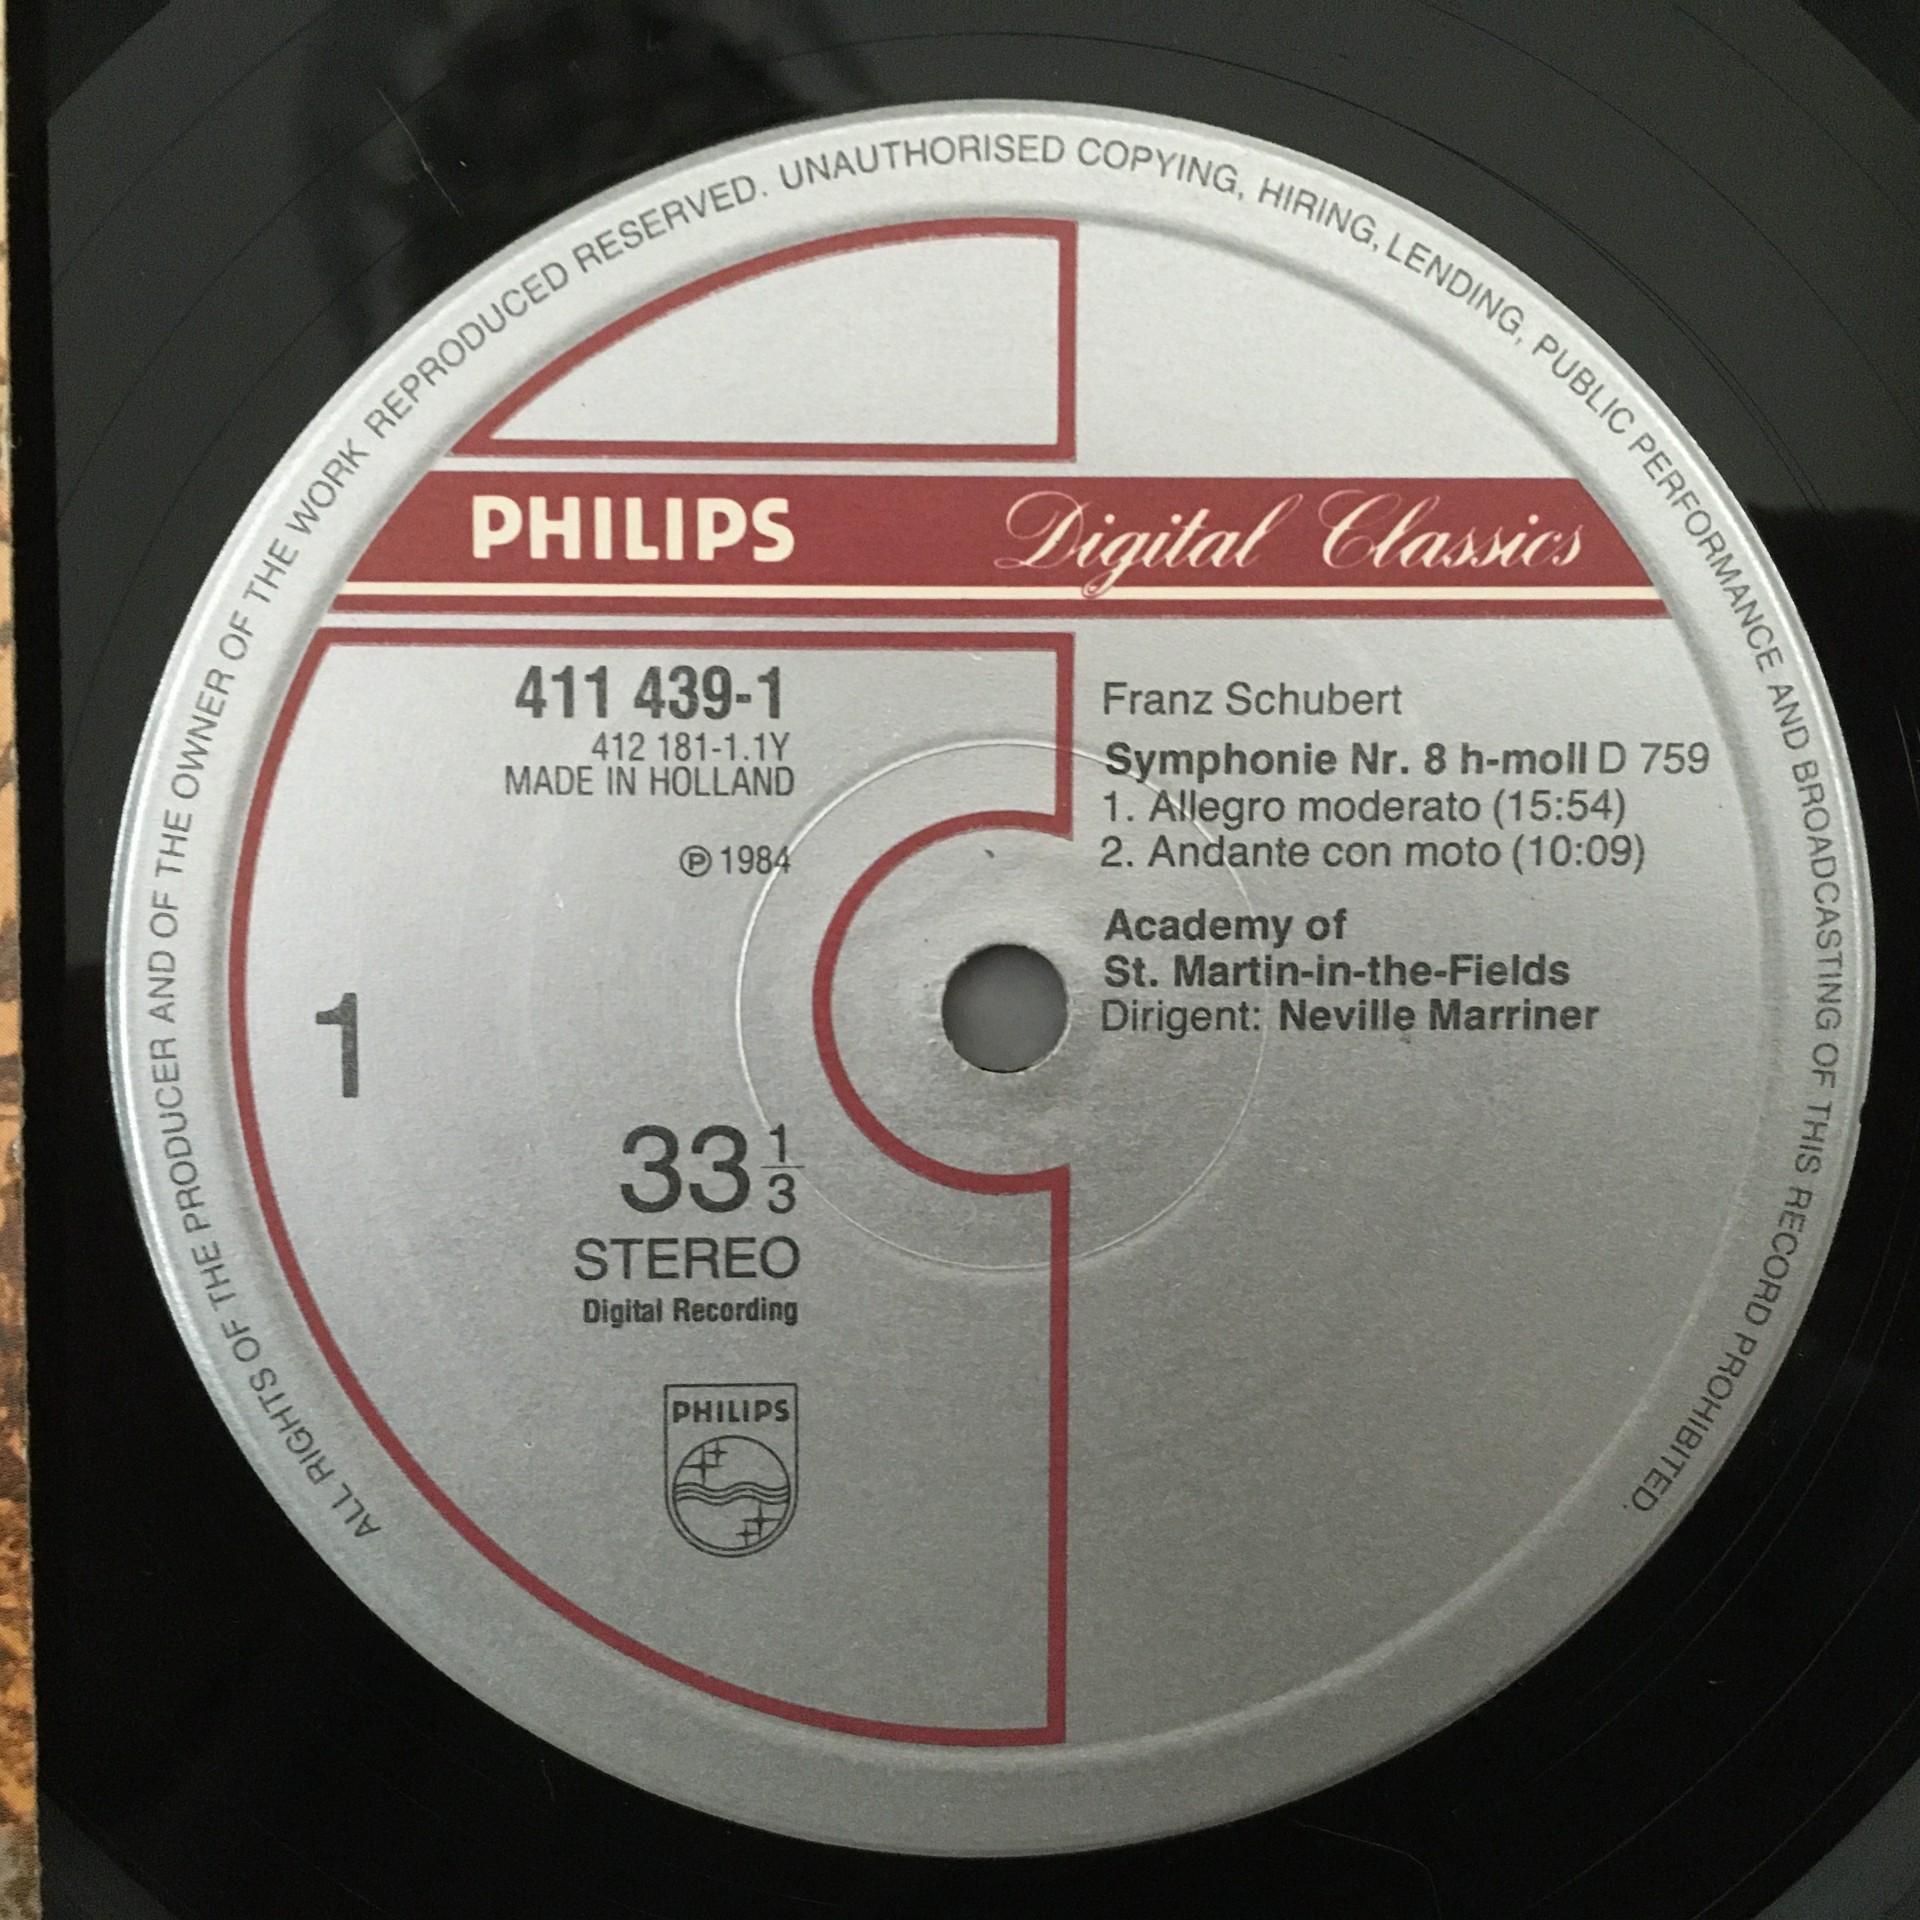 ALL RIGHTS OF THE PRODUCER AND OF THE OWNER OF THE WORK REPRODUCED RESERVED. UNAUTHORISED COPYING, HIRING, LENDING, PUBLIC PERFORMANCE AND BROADCASTING OF THIS RECORD PROHIBITED.
PHILIPS Digital Classics
411 439-1
412 181-1.1Y
MADE IN HOLLAND
℗ 1984
1
33 1/3
STEREO
Digital Recording
PHILIPS
Franz Schubert
Symphonie Nr. 8 h-moll D 759
1. Allegro moderato (15:54)
2. Andante con moto (10:09)
Academy of
St. Martin-in-the-Fields
Dirigent: Neville Marriner